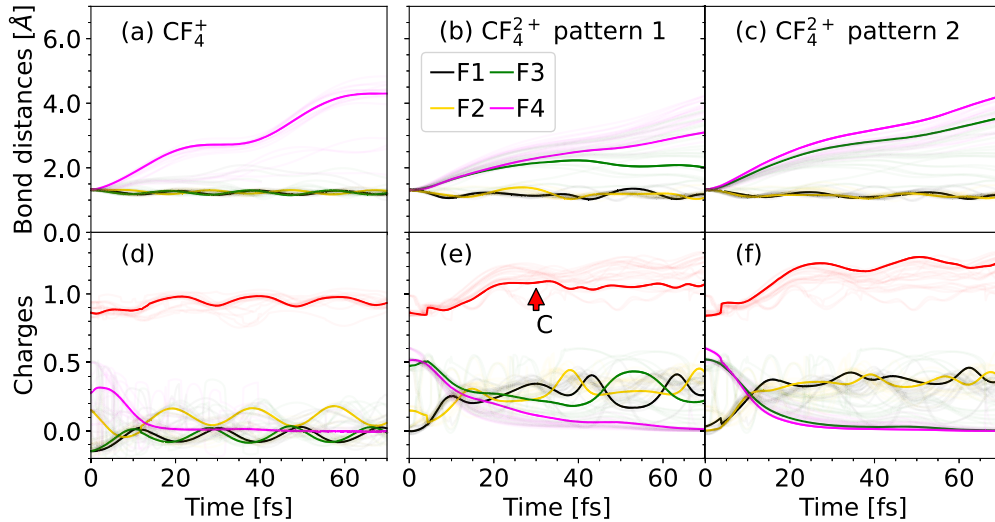 (a) CF₄⁺
(b) CF₄²⁺ pattern 1
(c) CF₄²⁺ pattern 2
F1 F3
F2 F4
Bond distances [Å]
6.0
4.0
2.0
0.0
(d)
(e)
(f)
C
Charges
1.0
0.5
0.0
0 20 40 60
0 20 40 60
0 20 40 60
Time [fs]
Time [fs]
Time [fs]